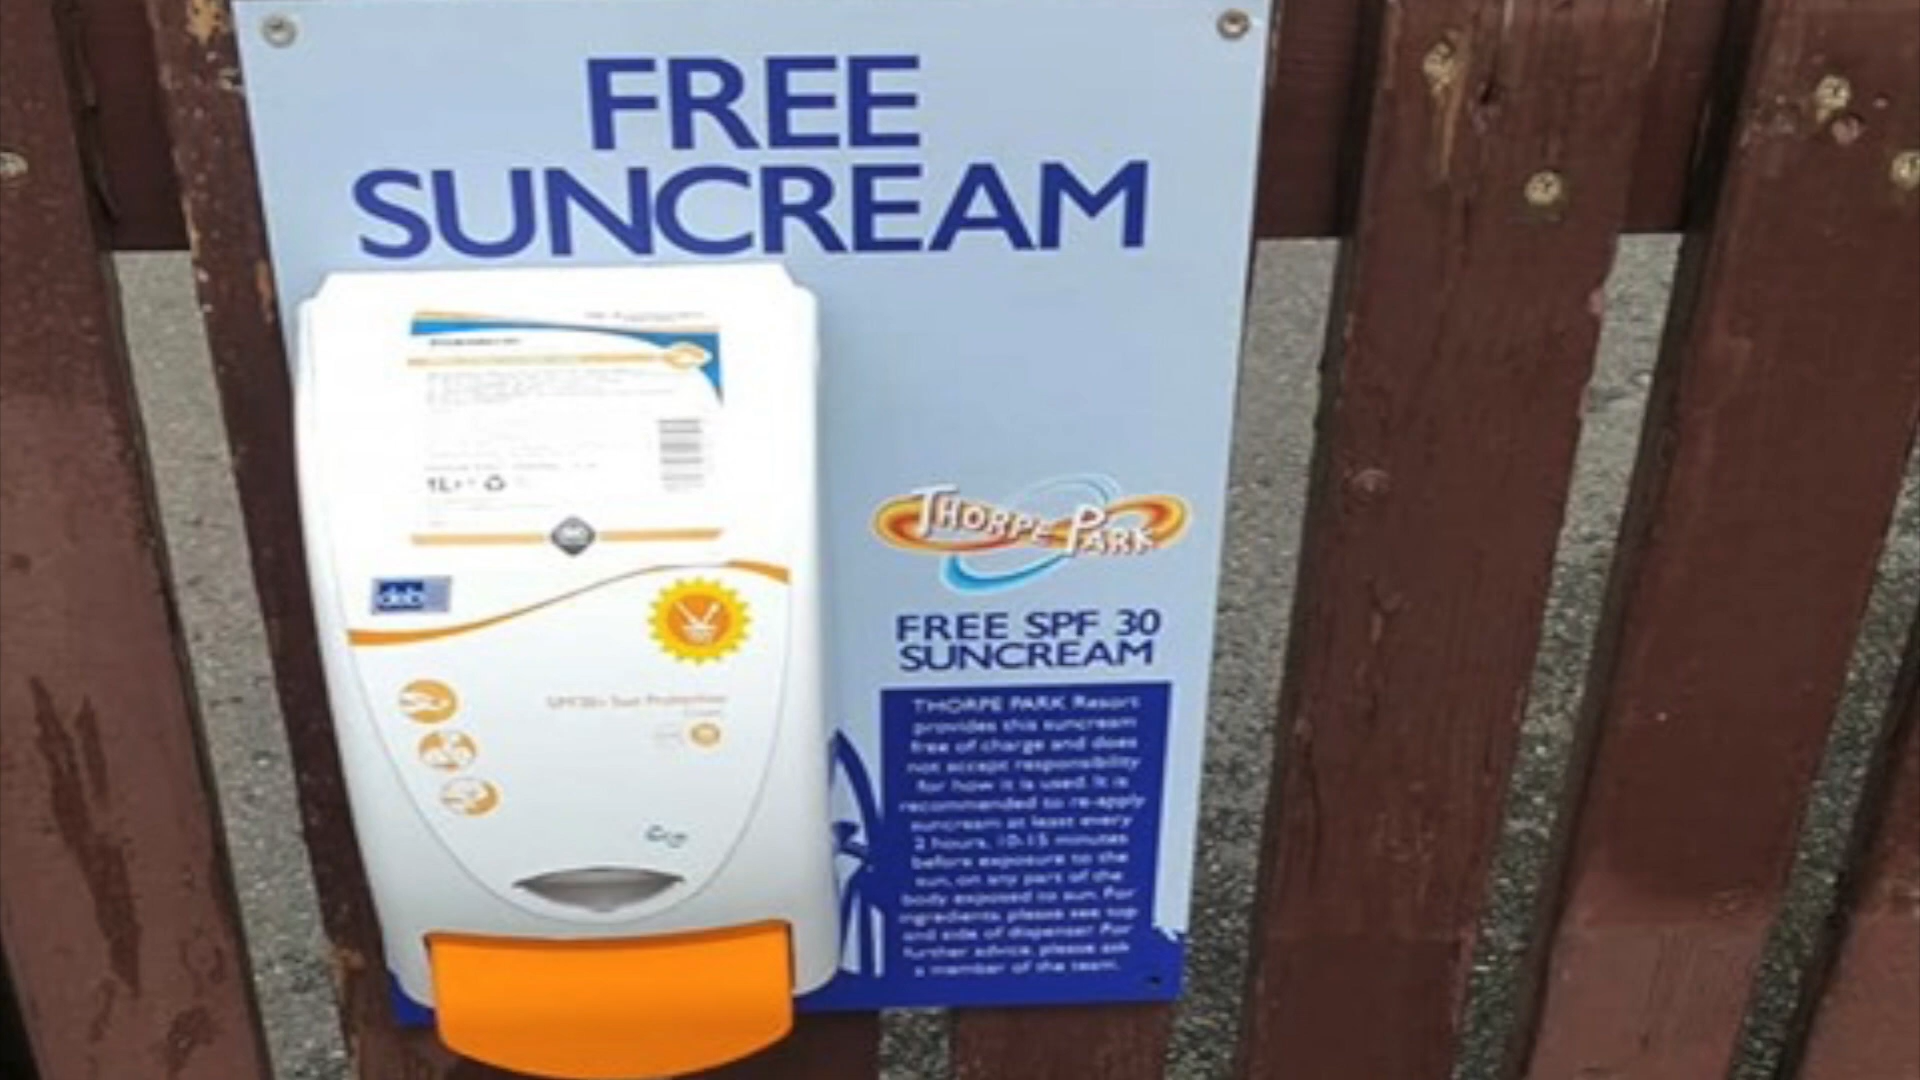 FREE
SUNCREAM
1L
deb
SPF30+ Sun Protection
THORPE PARK
FREE SPF 30
SUNCREAM
THORPE PARK Resort
provides this suncream
free of charge and does
not accept responsibility
for how it is used. It is
recommended to re-apply
suncream at least every
2 hours, 10-15 minutes
before exposure to the
sun, on any part of the
body exposed to sun. For
ingredients, please see top
and side of dispenser. For
further advice, please ask
a member of the team.